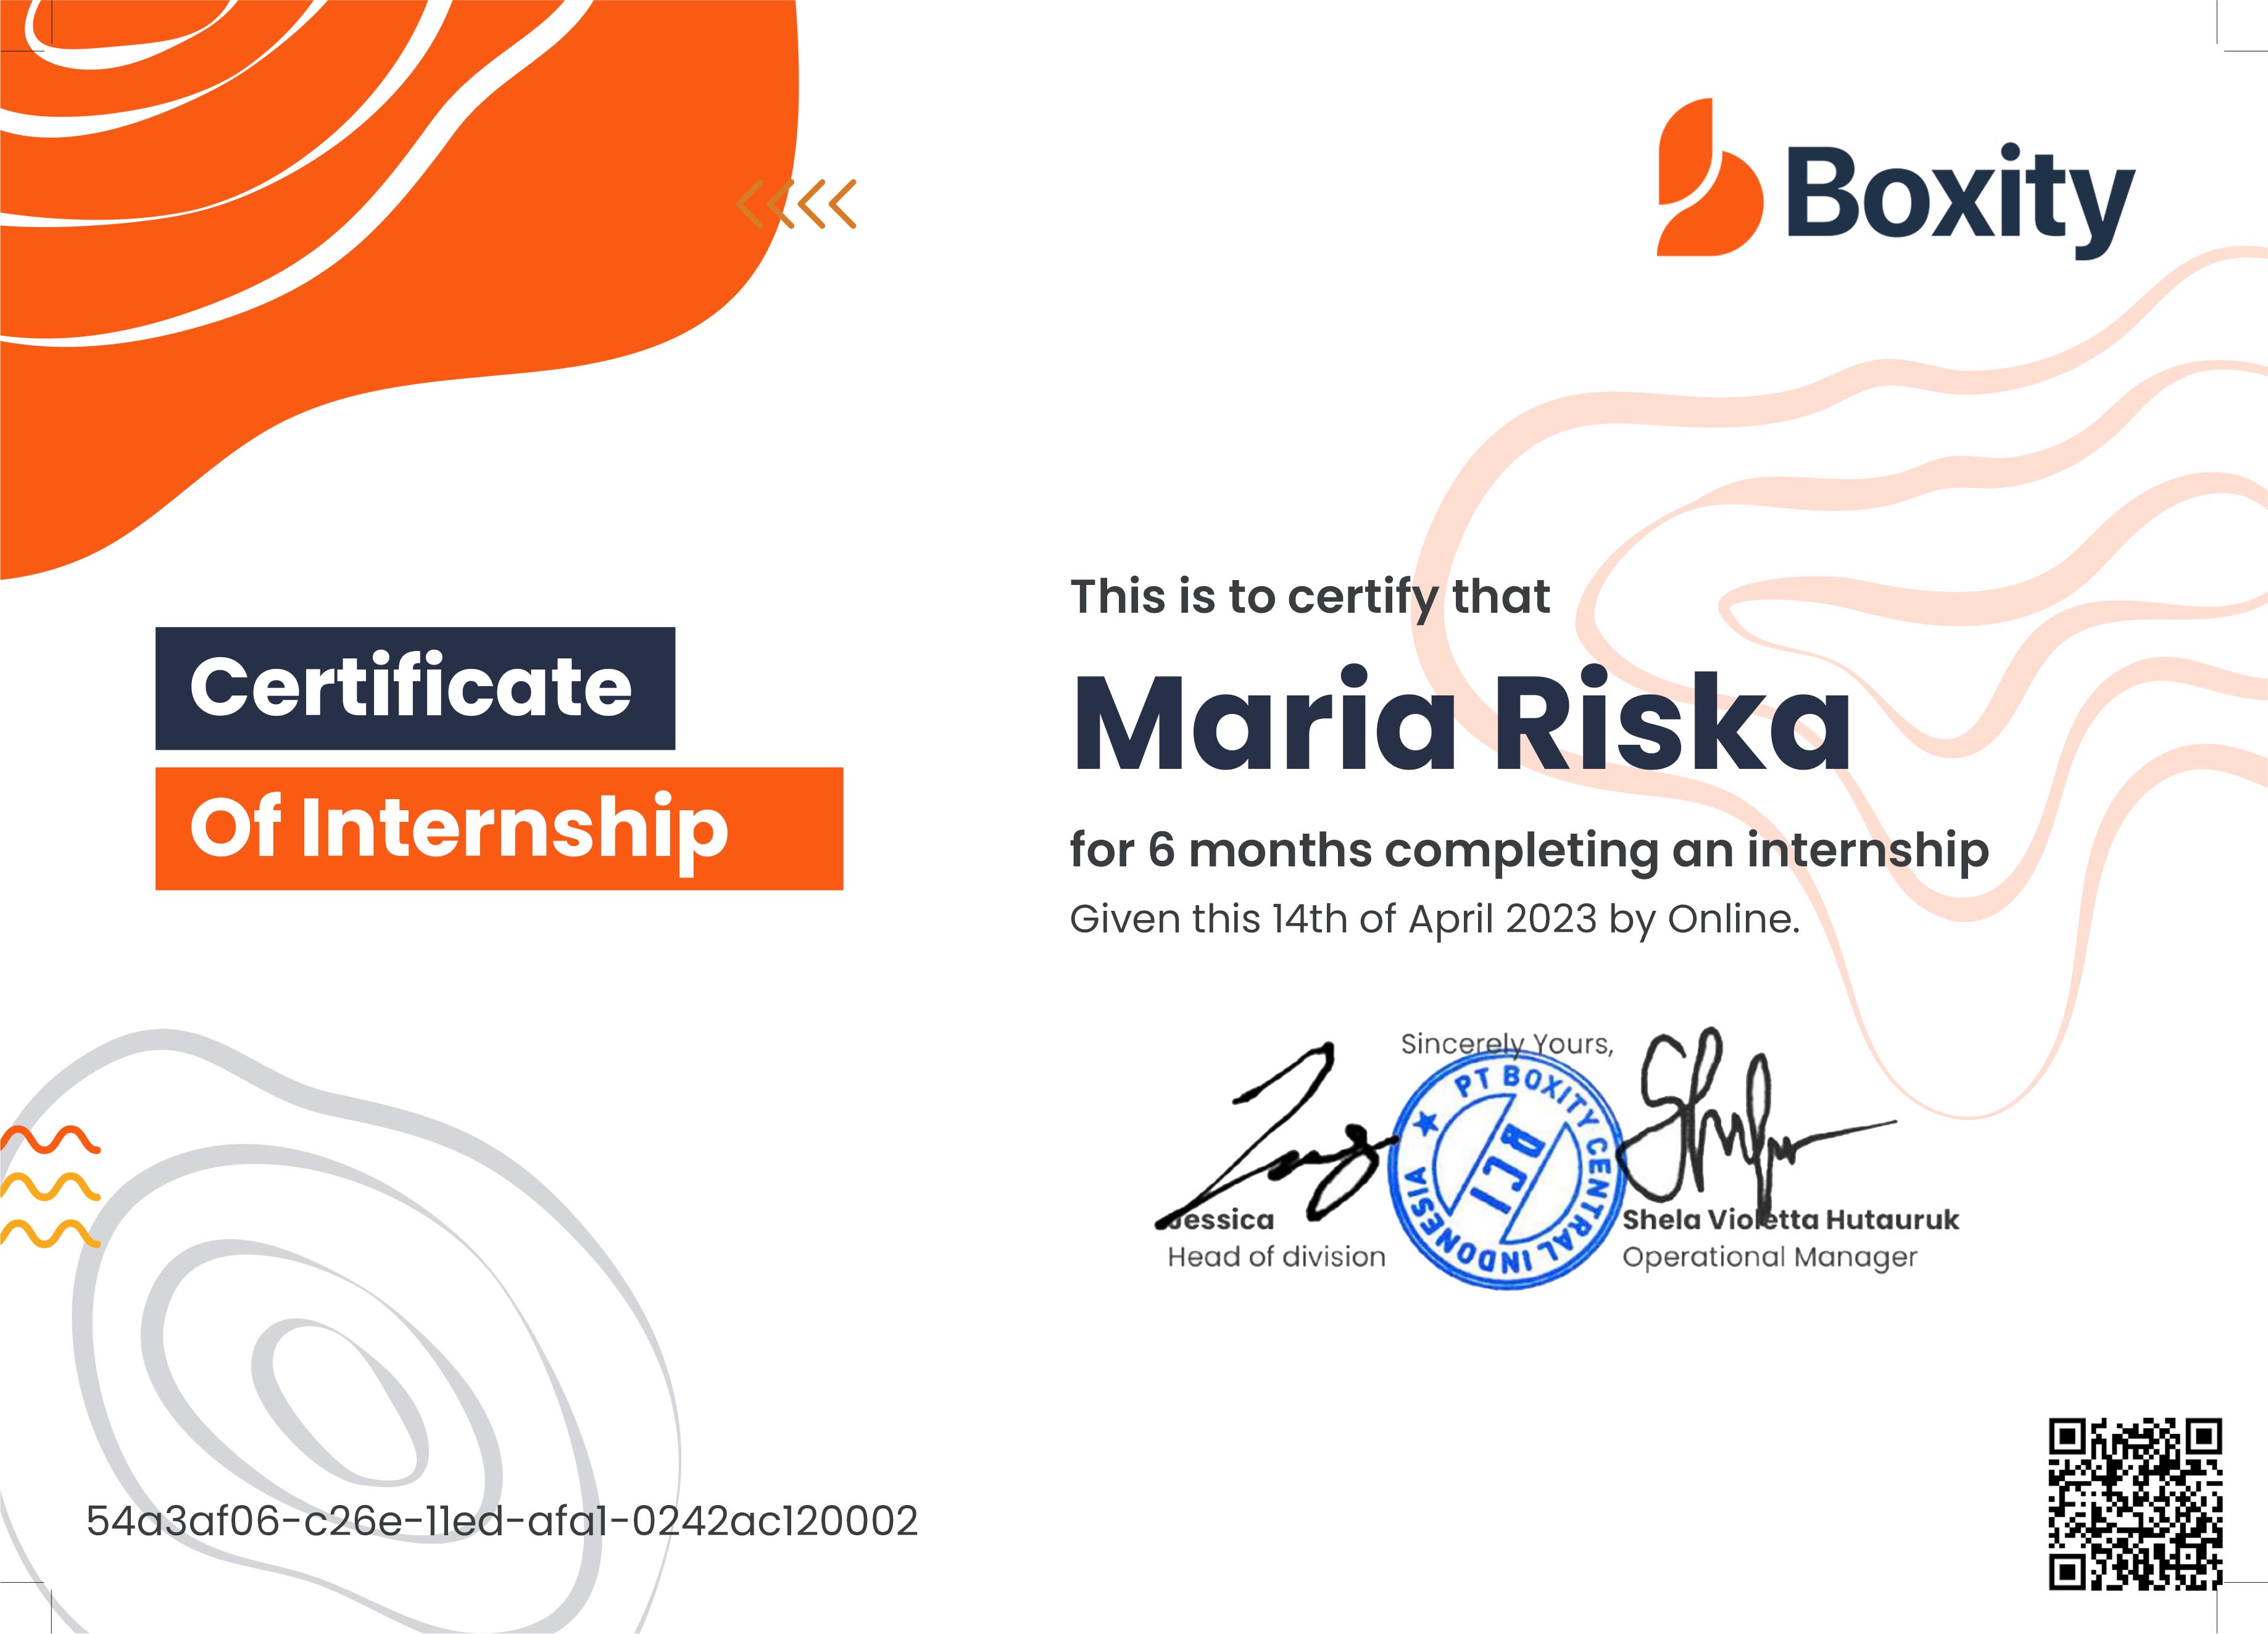 Boxity
Certificate
Of Internship
This is to certify that
Maria Riska
for 6 months completing an internship
Given this 14th of April 2023 by Online.
Sincerely Yours,
PT BOXITY CENTRAL INDONESIA
BCI
Jessica
Head of division
Shela Violetta Hutauruk
Operational Manager
54a3af06-c26e-11ed-afa1-0242ac120002